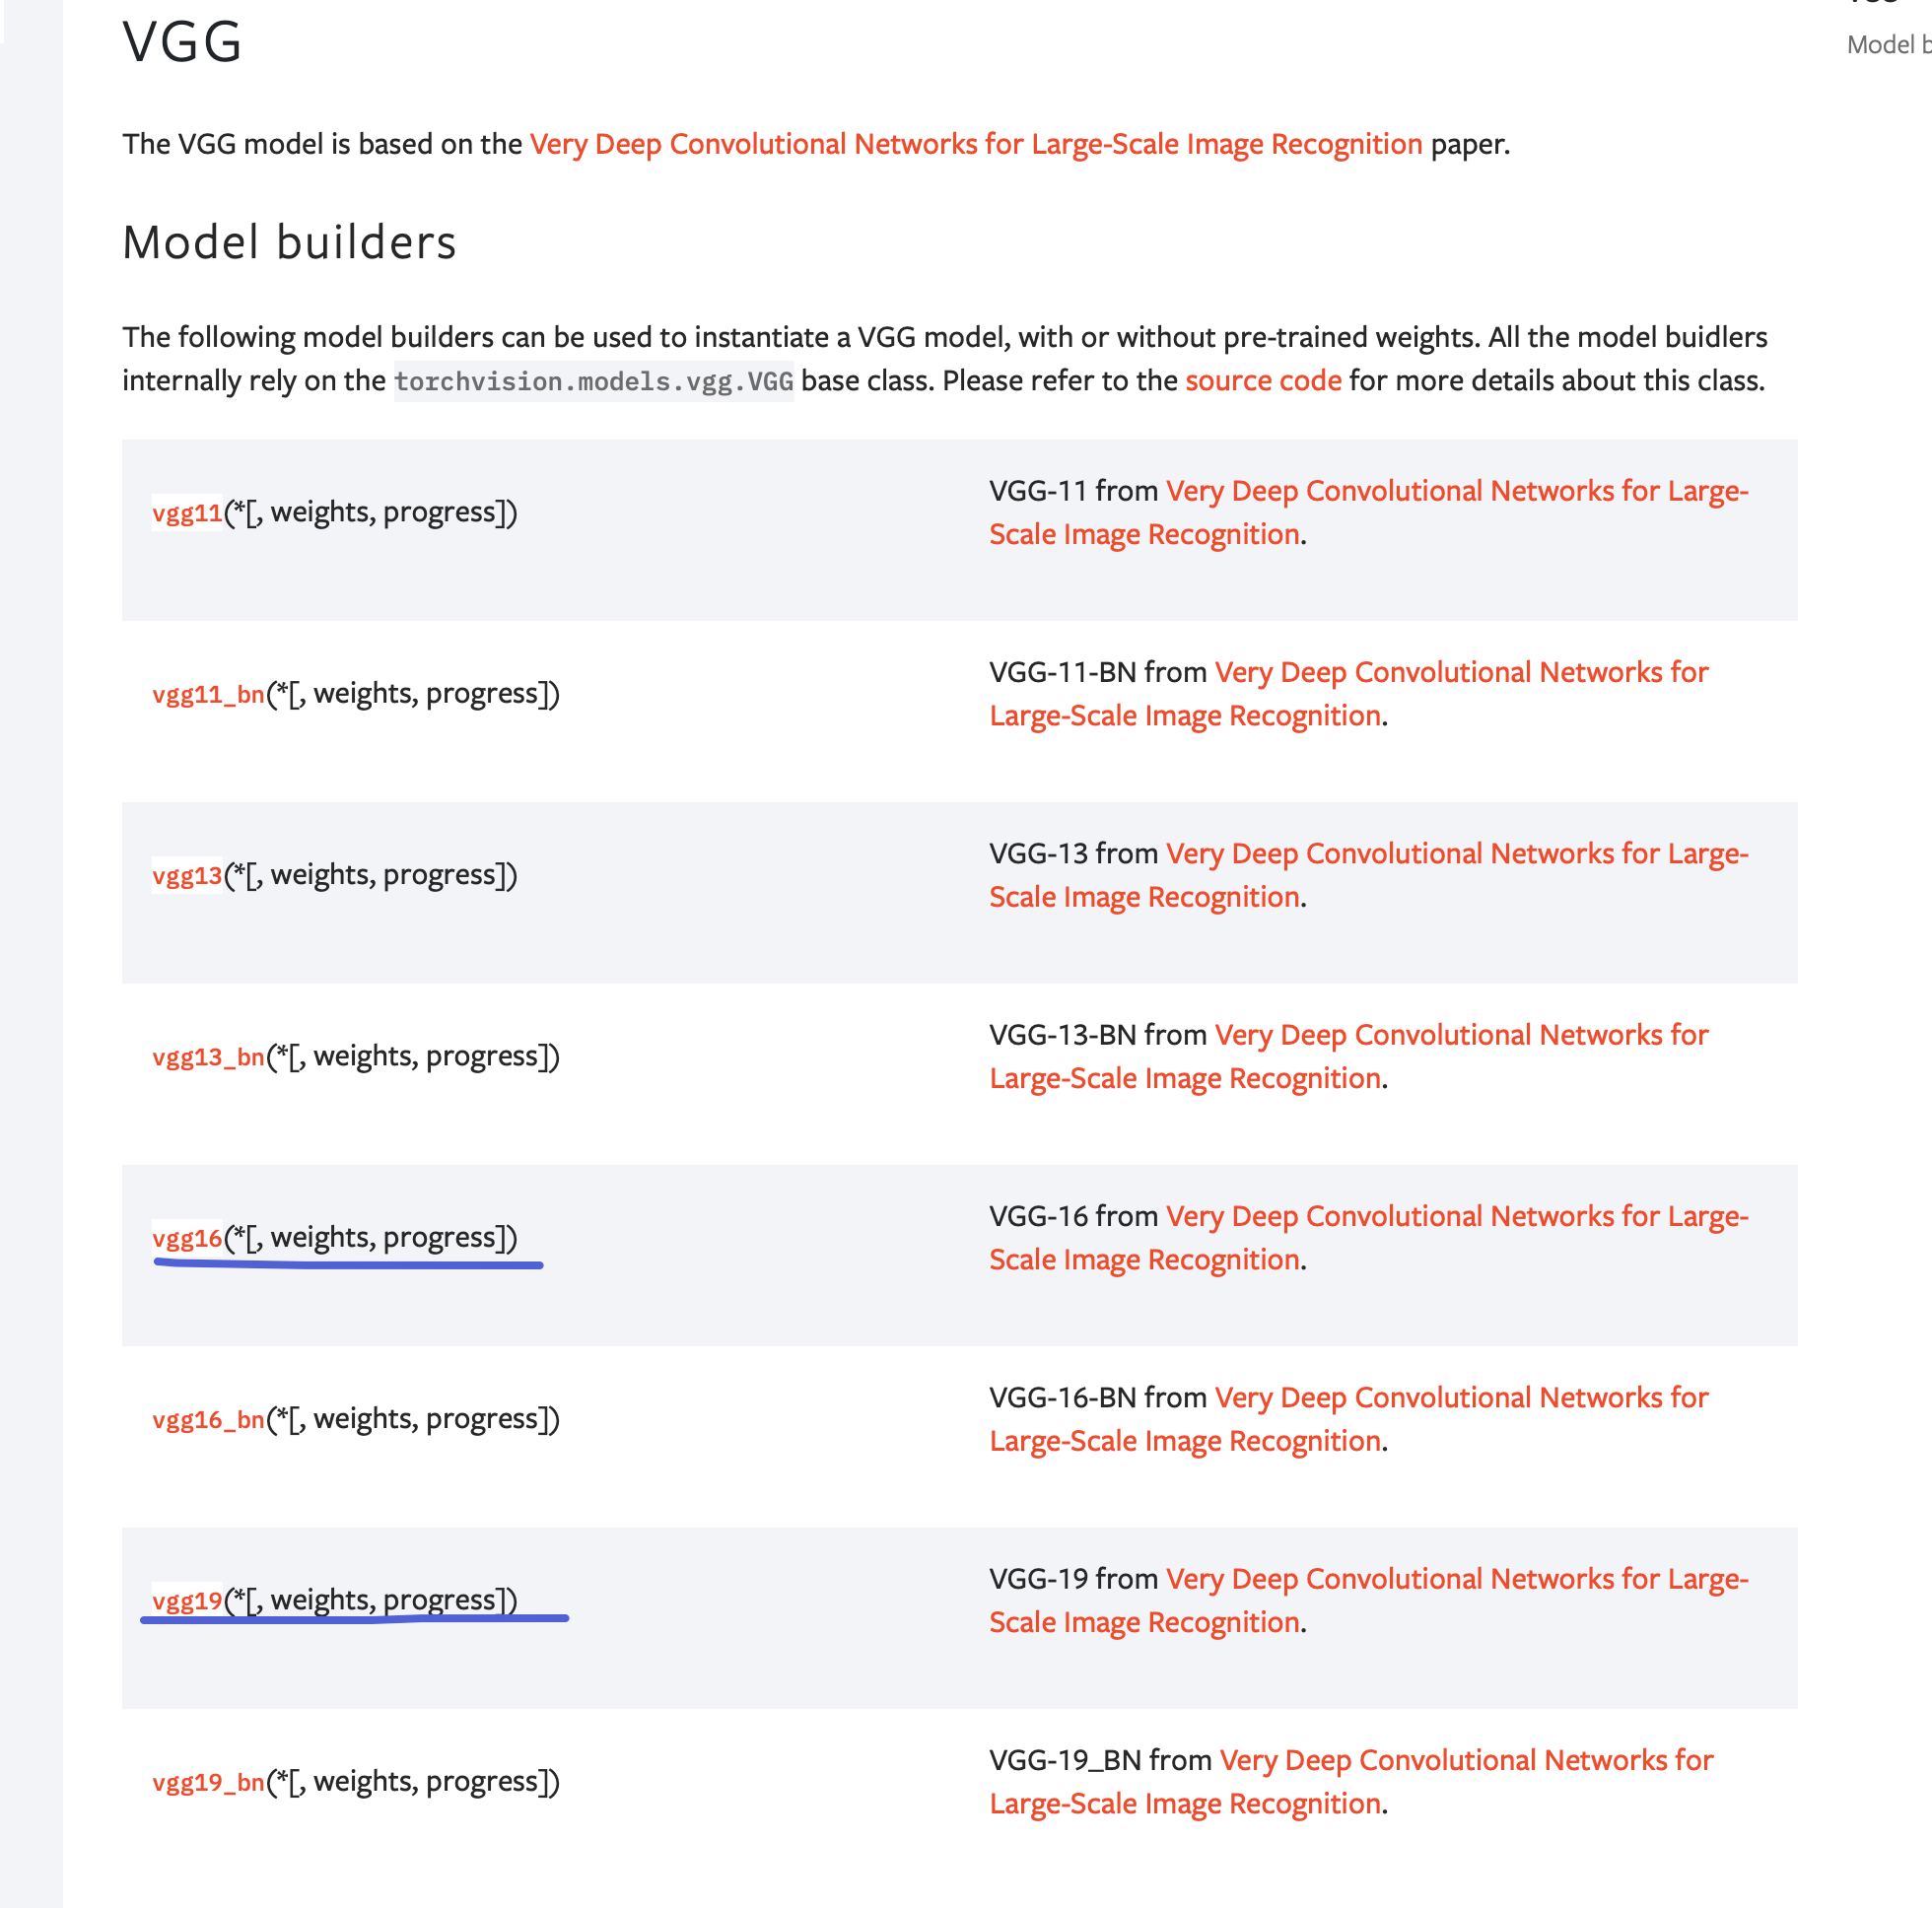 VGG
Model b
The VGG model is based on the Very Deep Convolutional Networks for Large-Scale Image Recognition paper.
Model builders
The following model builders can be used to instantiate a VGG model, with or without pre-trained weights. All the model buidlers
internally rely on the torchvision.models.vgg.VGG base class. Please refer to the source code for more details about this class.
vgg11(*[, weights, progress])
VGG-11 from Very Deep Convolutional Networks for Large-
Scale Image Recognition.
vgg11_bn(*[, weights, progress])
VGG-11-BN from Very Deep Convolutional Networks for
Large-Scale Image Recognition.
vgg13(*[, weights, progress])
VGG-13 from Very Deep Convolutional Networks for Large-
Scale Image Recognition.
vgg13_bn(*[, weights, progress])
VGG-13-BN from Very Deep Convolutional Networks for
Large-Scale Image Recognition.
vgg16(*[, weights, progress])
VGG-16 from Very Deep Convolutional Networks for Large-
Scale Image Recognition.
vgg16_bn(*[, weights, progress])
VGG-16-BN from Very Deep Convolutional Networks for
Large-Scale Image Recognition.
vgg19(*[, weights, progress])
VGG-19 from Very Deep Convolutional Networks for Large-
Scale Image Recognition.
vgg19_bn(*[, weights, progress])
VGG-19_BN from Very Deep Convolutional Networks for
Large-Scale Image Recognition.